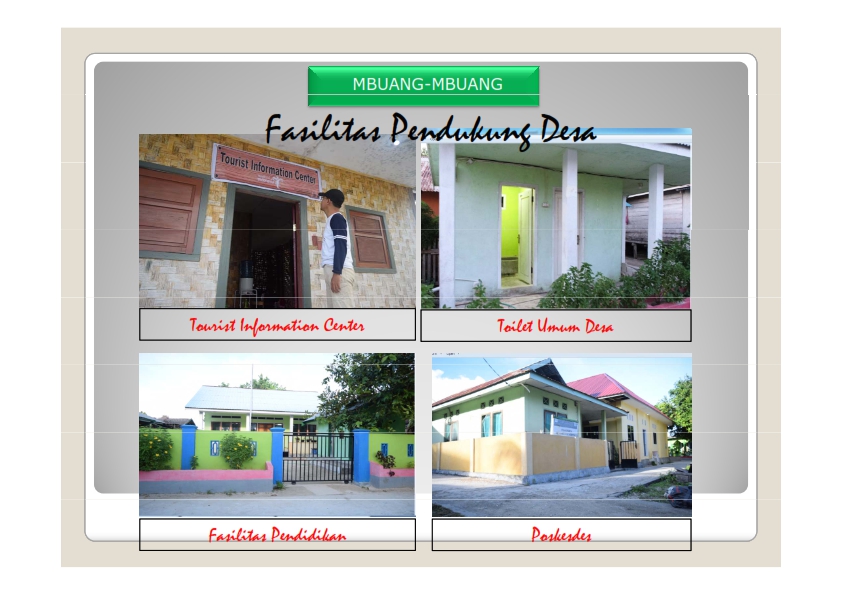 MBUANG-MBUANG
Fasilitas Pendukung Desa
Tourist Information Center
Tourist Information Center
Toilet Umum Desa
Fasilitas Pendidikan
Poskesdes